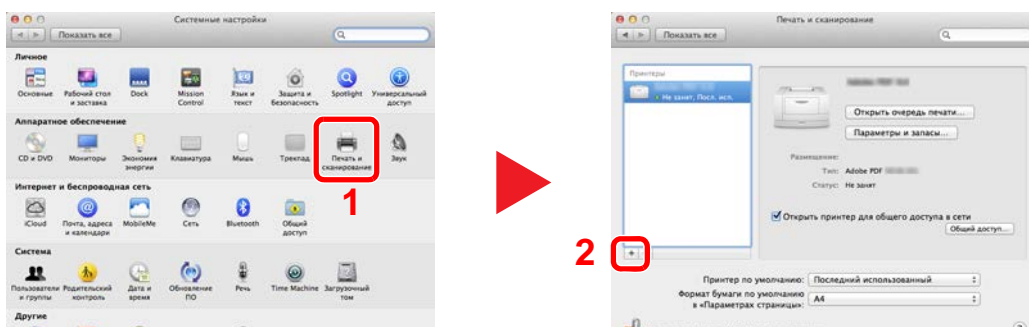 Системные настройки
Показать все
Личное
Основные
Рабочий стол
и заставка
Dock
Mission
Control
Язык и
текст
Защита и
безопасность
Spotlight
Универсальный
доступ
Аппаратное обеспечение
CD и DVD
Мониторы
Экономия
энергии
Клавиатура
Мышь
Трекпад
Печать и
сканирование
Звук
1
Интернет и беспроводная сеть
iCloud
Почта, адреса
и календари
MobileMe
Сеть
Bluetooth
Общий
доступ
Система
Пользователи
и группы
Родительский
контроль
Дата и
время
Обновление
ПО
Речь
Time Machine
Загрузочный
том
Другие
Печать и сканирование
Показать все
Принтеры
Не занят, Посл. исп.
Открыть очередь печати...
Параметры и запасы...
Размещение:
Тип: Adobe PDF
Статус: Не занят
Открыть принтер для общего доступа в сети
Общий доступ...
2
+
Принтер по умолчанию: Последний использованный
Формат бумаги по умолчанию
в «Параметрах страницы»: A4
?